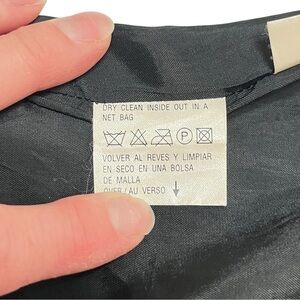 DRY CLEAN INSIDE OUT IN A
NET BAG
P
VOLVER AL REVES Y LIMPIAR
EN SECO EN UNA BOLSA
DE MALLA
OVER/AU VERSO ↓